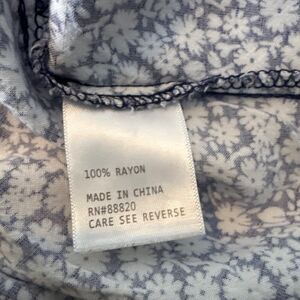 100% RAYON
MADE IN CHINA
RN#88820
CARE SEE REVERSE